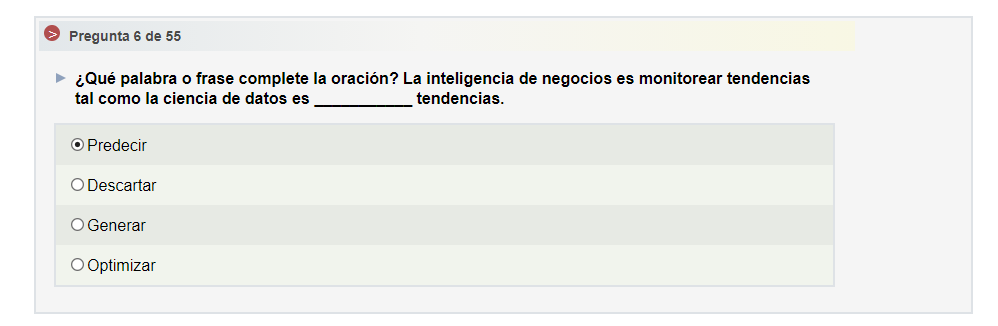 Pregunta 6 de 55
¿Qué palabra o frase complete la oración? La inteligencia de negocios es monitorear tendencias
tal como la ciencia de datos es ___________ tendencias.
Predecir
Descartar
Generar
Optimizar